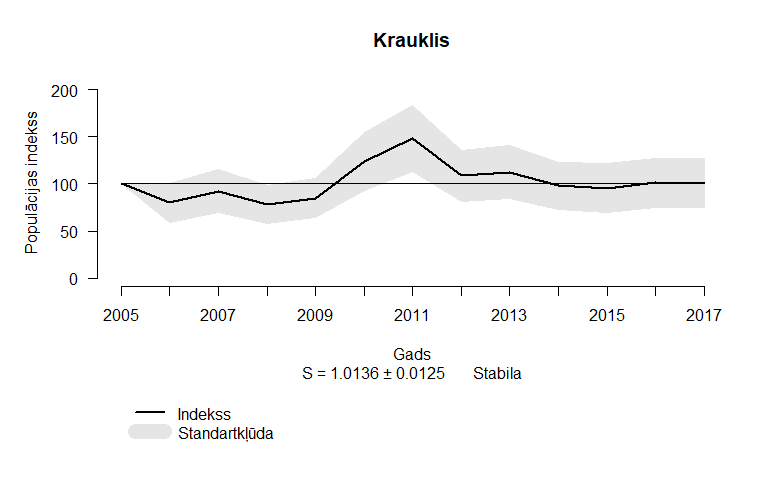 Krauklis
Populācijas indekss
200
150
100
50
0
2005 2007 2009 2011 2013 2015 2017
Gads
S = 1.0136 ± 0.0125 Stabila
Indekss
Standartkļūda